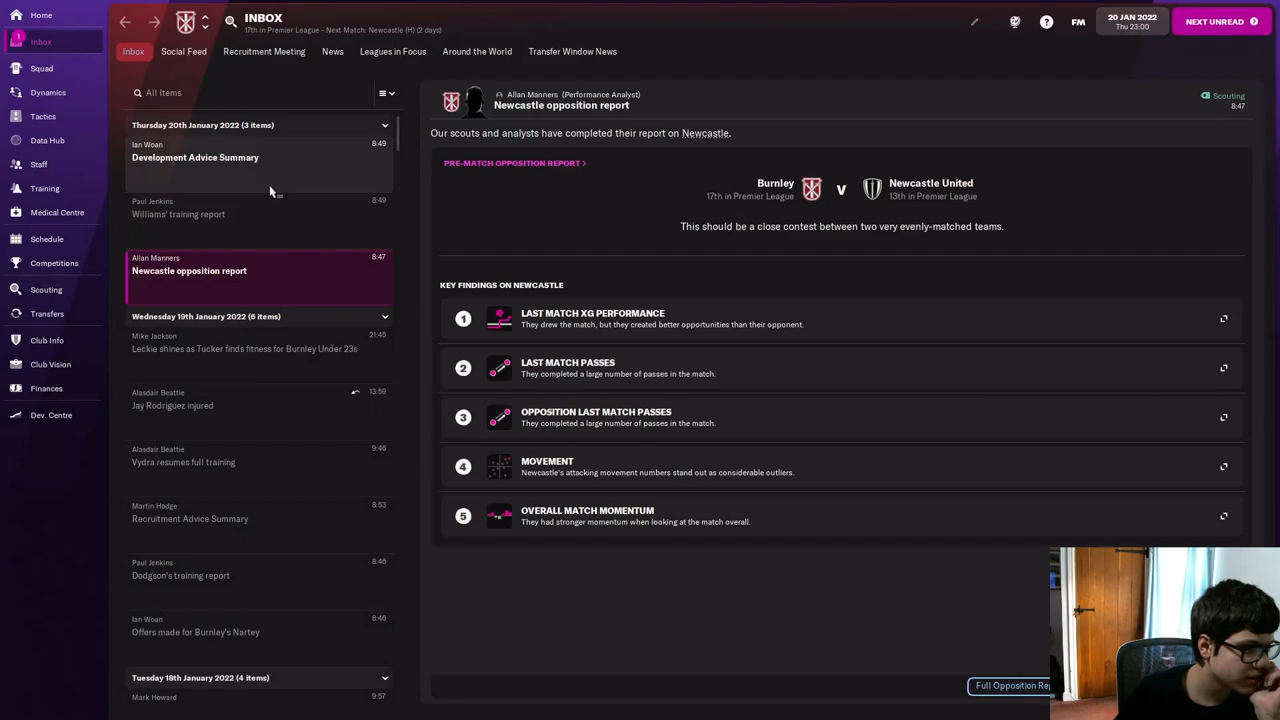 Home
1
Inbox
Squad
Dynamics
Tactics
Data Hub
Staff
Training
Medical Centre
Schedule
Competitions
Scouting
Transfers
Club Info
Club Vision
Finances
Dev. Centre
INBOX
17th in Premier League - Next Match: Newcastle (H) (2 days)
FM
20 JAN 2022
Thu 23:00
NEXT UNREAD
Inbox
Social Feed
Recruitment Meeting
News
Leagues in Focus
Around the World
Transfer Window News
All Items
Thursday 20th January 2022 (3 items)
Ian Woan 8:49
Development Advice Summary
Paul Jenkins 8:49
Williams' training report
Allan Manners 8:47
Newcastle opposition report
Wednesday 19th January 2022 (6 items)
Mike Jackson 21:45
Leckie shines as Tucker finds fitness for Burnley Under 23s
Alasdair Beattie 13:59
Jay Rodriguez injured
Alasdair Beattie 9:46
Vydra resumes full training
Martin Hodge 8:53
Recruitment Advice Summary
Paul Jenkins 8:46
Dodgson's training report
Ian Woan 8:46
Offers made for Burnley's Nartey
Tuesday 18th January 2022 (4 items)
Mark Howard 9:57
Allan Manners (Performance Analyst)
Newcastle opposition report
Scouting
8:47
Our scouts and analysts have completed their report on Newcastle.
PRE-MATCH OPPOSITION REPORT >
Burnley
17th in Premier League
v
Newcastle United
13th in Premier League
This should be a close contest between two very evenly-matched teams.
KEY FINDINGS ON NEWCASTLE
1
LAST MATCH XG PERFORMANCE
They drew the match, but they created better opportunities than their opponent.
2
LAST MATCH PASSES
They completed a large number of passes in the match.
3
OPPOSITION LAST MATCH PASSES
They completed a large number of passes in the match.
4
MOVEMENT
Newcastle's attacking movement numbers stand out as considerable outliers.
5
OVERALL MATCH MOMENTUM
They had stronger momentum when looking at the match overall.
Full Opposition Rep